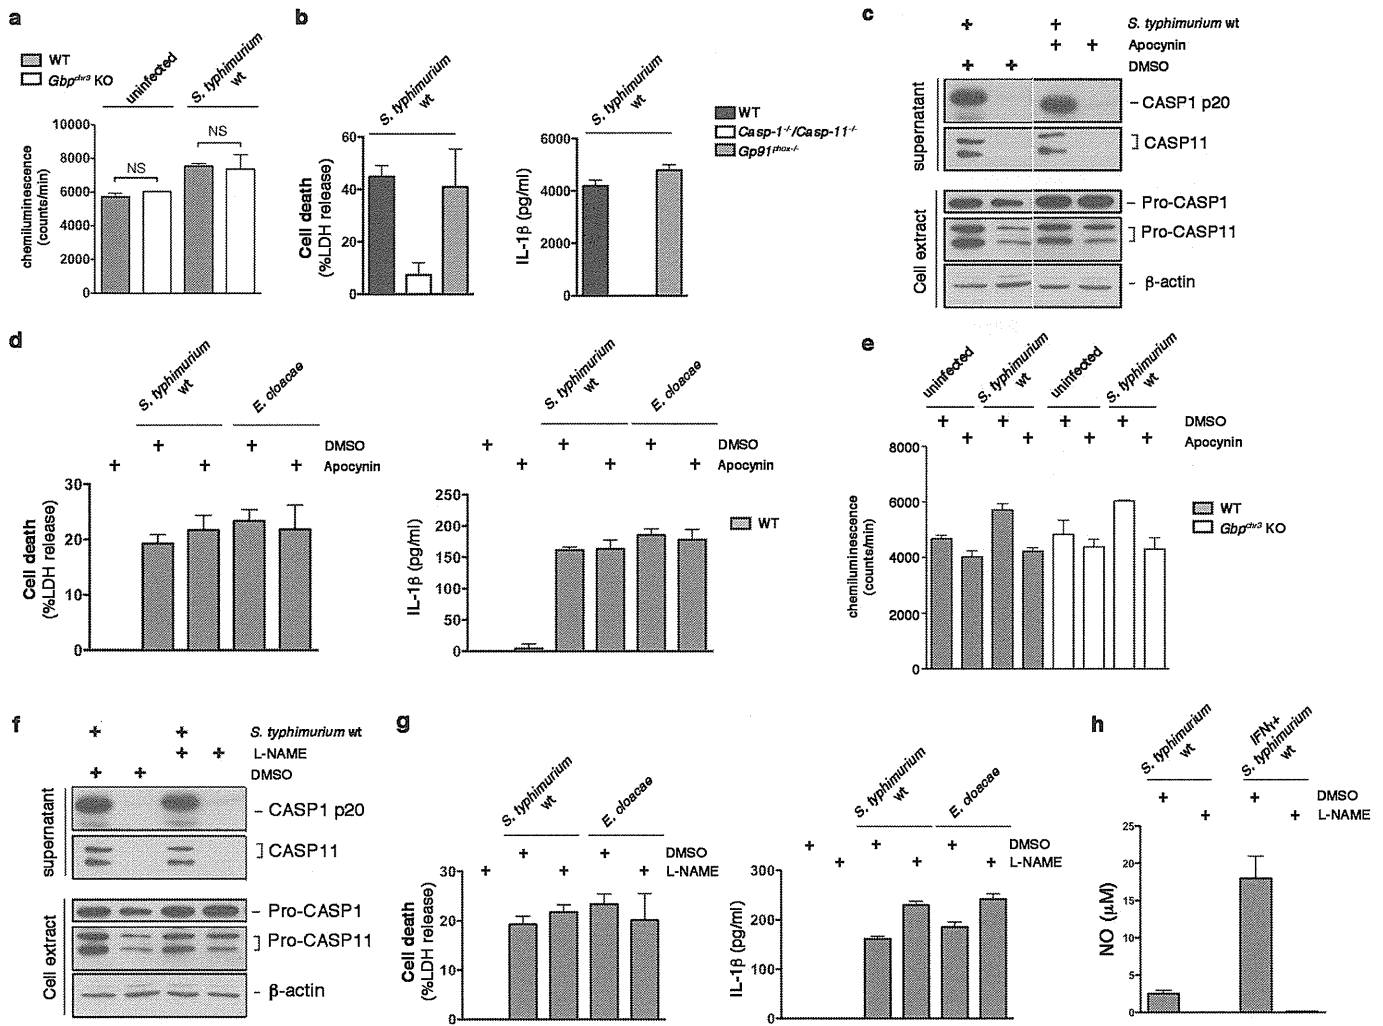 a
WT
Gbp^chr3 KO
uninfected
S. typhimurium
wt
NS
NS
10000
8000
6000
4000
2000
0
chemiluminescence
(counts/min)
b
S. typhimurium
wt
60
40
20
0
Cell death
(%LDH release)
S. typhimurium
wt
6000
4000
2000
0
IL-1β (pg/ml)
WT
Casp-1-/-/Casp-11-/-
Gp91phox-/-
c
+ + S. typhimurium wt
+ + Apocynin
+ + DMSO
supernatant
- CASP1 p20
CASP11
Cell extract
- Pro-CASP1
Pro-CASP11
- β-actin
d
S. typhimurium
wt
E. cloacae
+ + DMSO
+ + + Apocynin
30
20
10
0
Cell death
(%LDH release)
S. typhimurium
wt
E. cloacae
+ + + DMSO
+ + + Apocynin
250
200
150
100
50
0
IL-1β (pg/ml)
WT
e
uninfected
S. typhimurium
wt
uninfected
S. typhimurium
wt
+ + + + DMSO
+ + + + Apocynin
8000
6000
4000
2000
0
chemiluminescence
(counts/min)
WT
Gbp^chr3 KO
f
+ + S. typhimurium wt
+ + L-NAME
+ + DMSO
supernatant
- CASP1 p20
CASP11
Cell extract
- Pro-CASP1
Pro-CASP11
- β-actin
g
S. typhimurium
wt
E. cloacae
+ + DMSO
+ + + L-NAME
30
20
10
0
Cell death
(%LDH release)
S. typhimurium
wt
E. cloacae
+ + + DMSO
+ + + L-NAME
300
200
100
0
IL-1β (pg/ml)
h
S. typhimurium
wt
IFNγ+
S. typhimurium
wt
+ + DMSO
+ + L-NAME
25
20
15
10
5
0
NO (μM)